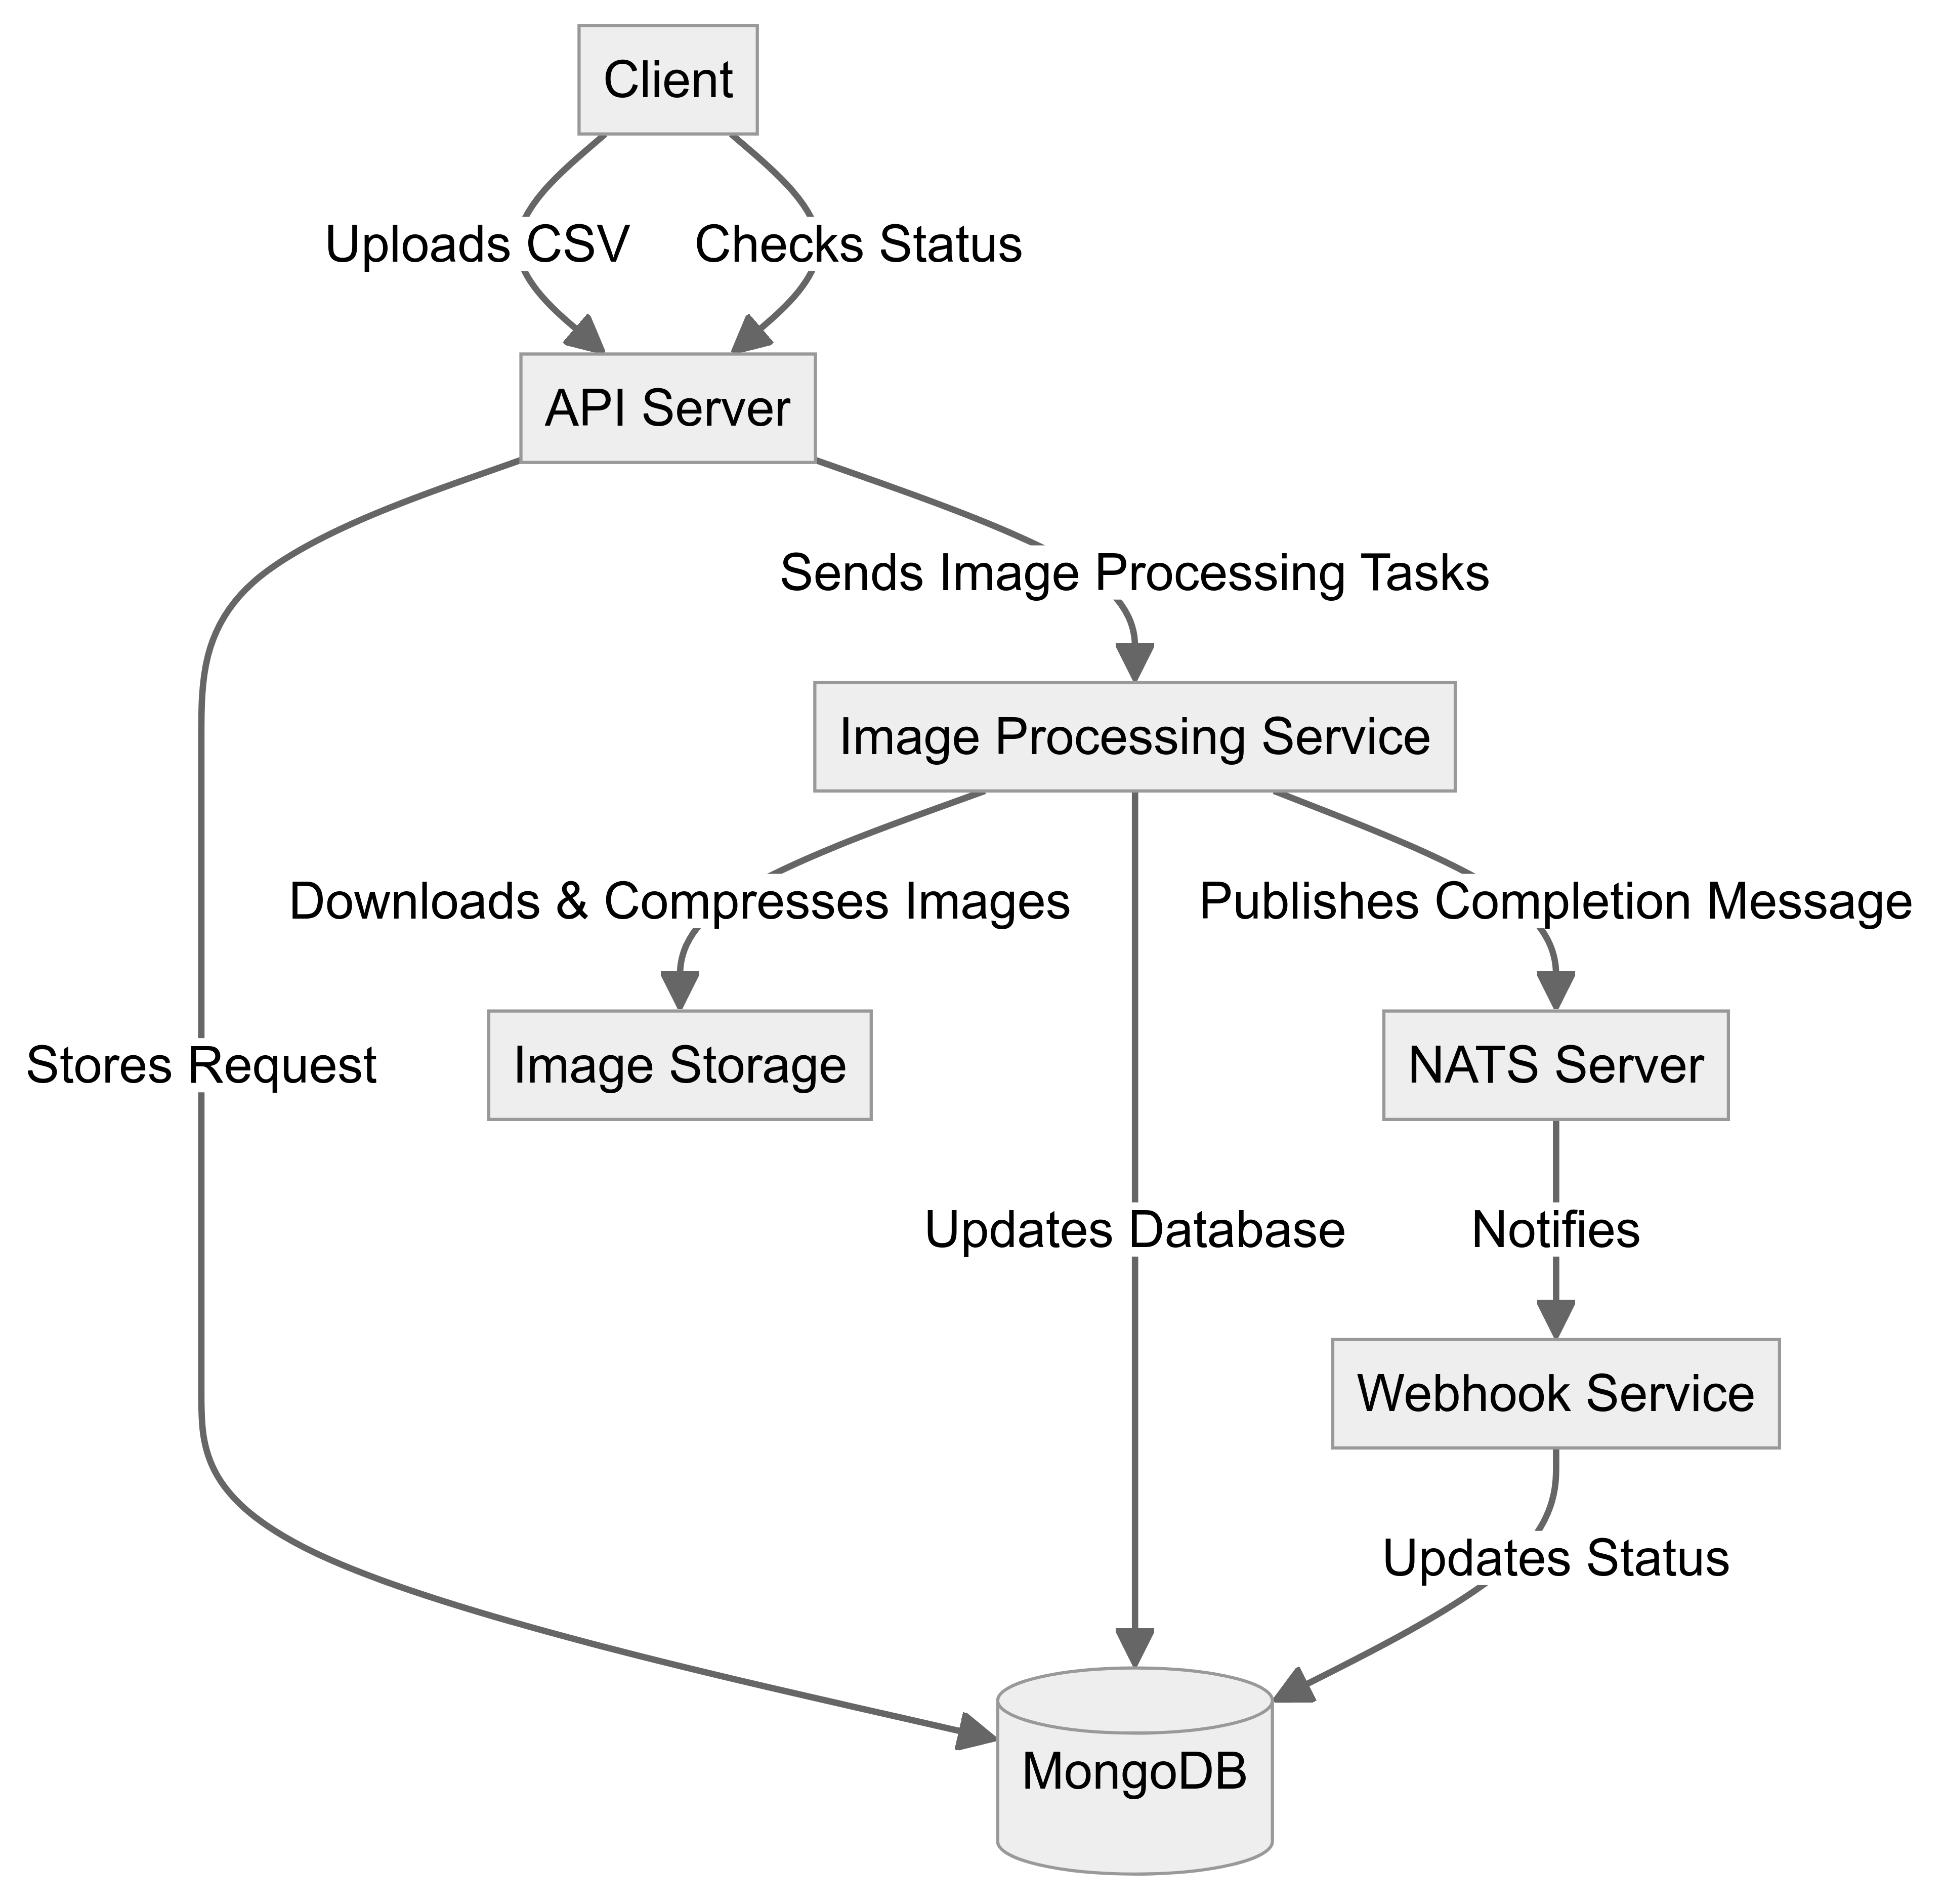 Client
Uploads CSV
Checks Status
API Server
Sends Image Processing Tasks
Image Processing Service
Downloads & Compresses Images
Publishes Completion Message
Stores Request
Image Storage
NATS Server
Updates Database
Notifies
Webhook Service
Updates Status
MongoDB